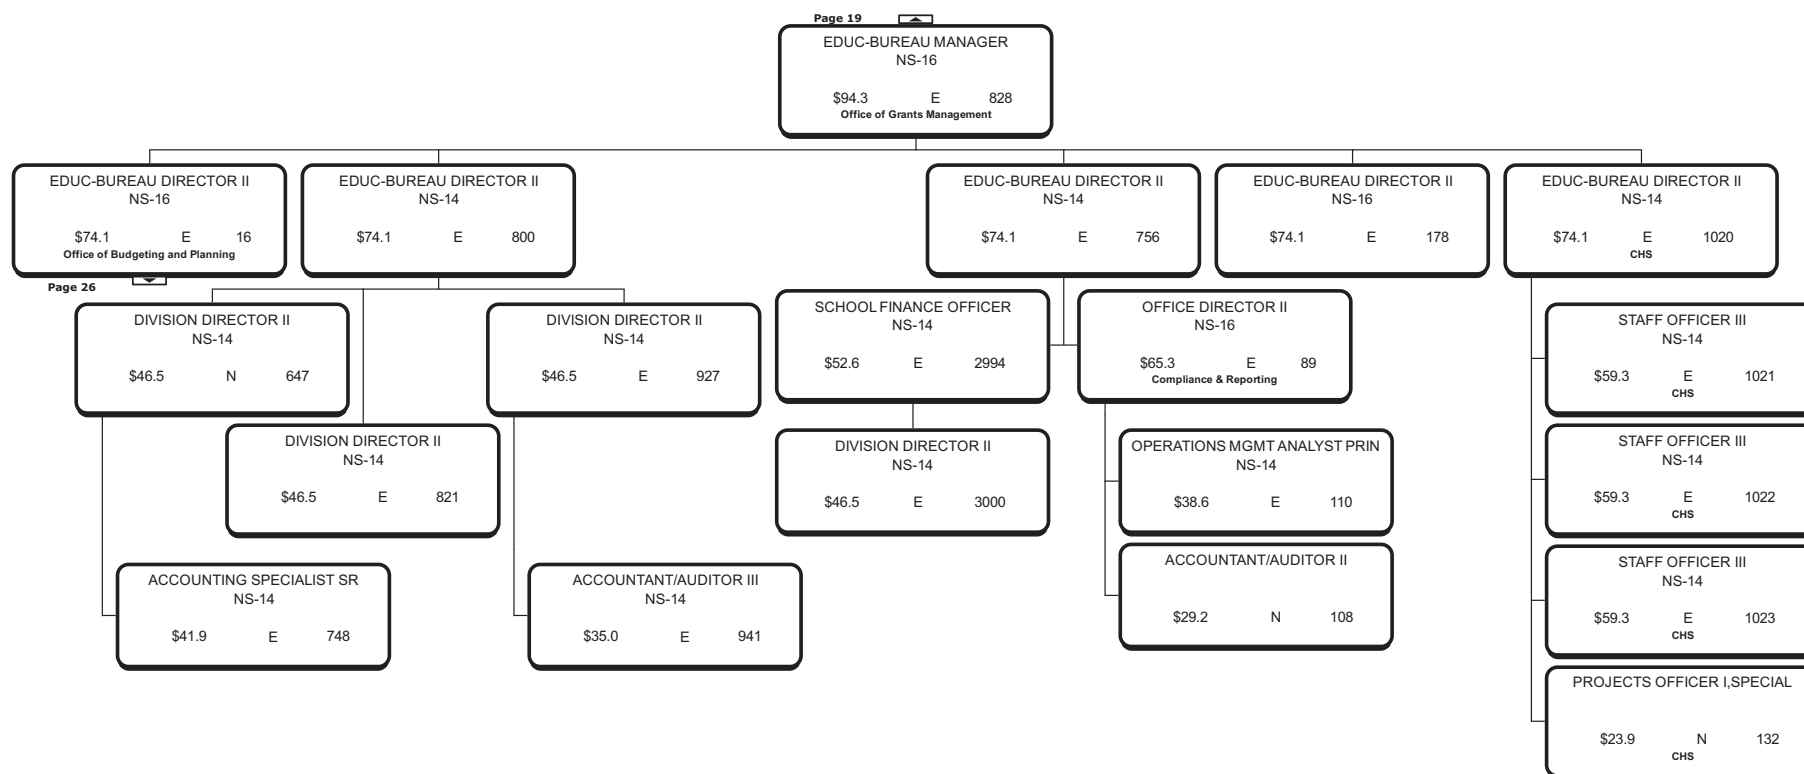 Page 19
EDUC-BUREAU MANAGER
NS-16
$94.3 E 828
Office of Grants Management
EDUC-BUREAU DIRECTOR II
NS-16
$74.1 E 16
Office of Budgeting and Planning
Page 26
EDUC-BUREAU DIRECTOR II
NS-14
$74.1 E 800
EDUC-BUREAU DIRECTOR II
NS-14
$74.1 E 756
EDUC-BUREAU DIRECTOR II
NS-16
$74.1 E 178
EDUC-BUREAU DIRECTOR II
NS-14
$74.1 E 1020
CHS
DIVISION DIRECTOR II
NS-14
$46.5 N 647
DIVISION DIRECTOR II
NS-14
$46.5 E 927
SCHOOL FINANCE OFFICER
NS-14
$52.6 E 2994
OFFICE DIRECTOR II
NS-16
$65.3 E 89
Compliance & Reporting
STAFF OFFICER III
NS-14
$59.3 E 1021
CHS
DIVISION DIRECTOR II
NS-14
$46.5 E 821
DIVISION DIRECTOR II
NS-14
$46.5 E 3000
OPERATIONS MGMT ANALYST PRIN
NS-14
$38.6 E 110
STAFF OFFICER III
NS-14
$59.3 E 1022
CHS
ACCOUNTING SPECIALIST SR
NS-14
$41.9 E 748
ACCOUNTANT/AUDITOR III
NS-14
$35.0 E 941
ACCOUNTANT/AUDITOR II
$29.2 N 108
STAFF OFFICER III
NS-14
$59.3 E 1023
CHS
PROJECTS OFFICER I,SPECIAL
$23.9 N 132
CHS